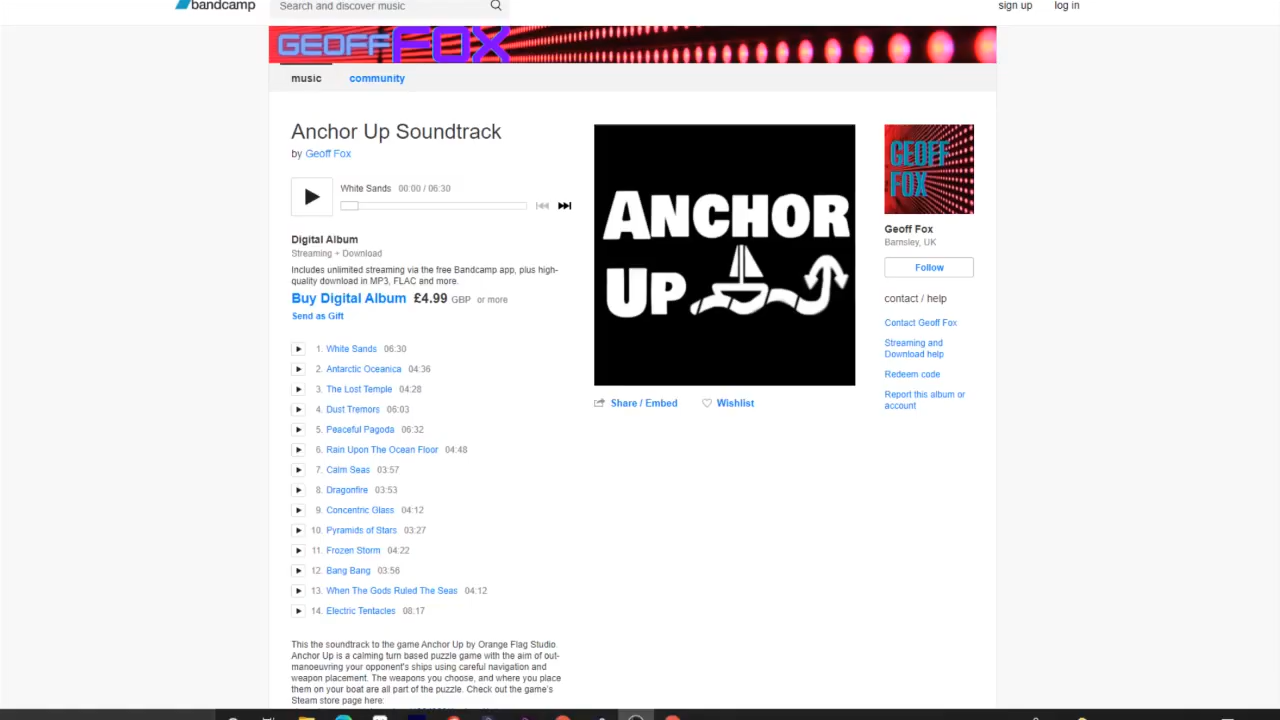 bandcamp
Search and discover music
sign up
log in
GEOFF FOX
music
community
Anchor Up Soundtrack
by Geoff Fox
White Sands 00:00 / 06:30
Digital Album
Streaming + Download
Includes unlimited streaming via the free Bandcamp app, plus high-
quality download in MP3, FLAC and more.
Buy Digital Album £4.99 GBP or more
Send as Gift
1. White Sands 06:30
2. Antarctic Oceanica 04:36
3. The Lost Temple 04:28
4. Dust Tremors 06:03
5. Peaceful Pagoda 06:32
6. Rain Upon The Ocean Floor 04:48
7. Calm Seas 03:57
8. Dragonfire 03:53
9. Concentric Glass 04:12
10. Pyramids of Stars 03:27
11. Frozen Storm 04:22
12. Bang Bang 03:56
13. When The Gods Ruled The Seas 04:12
14. Electric Tentacles 08:17
This the soundtrack to the game Anchor Up by Orange Flag Studio.
Anchor Up is a calming turn based puzzle game with the aim of out-
manoeuvring your opponent's ships using careful navigation and
weapon placement. The weapons you choose, and where you place
them on your boat are all part of the puzzle. Check out the game's
Steam store page here:
ANCHOR
UP
Share / Embed
Wishlist
GEOFF
FOX
Geoff Fox
Barnsley, UK
Follow
contact / help
Contact Geoff Fox
Streaming and
Download help
Redeem code
Report this album or
account